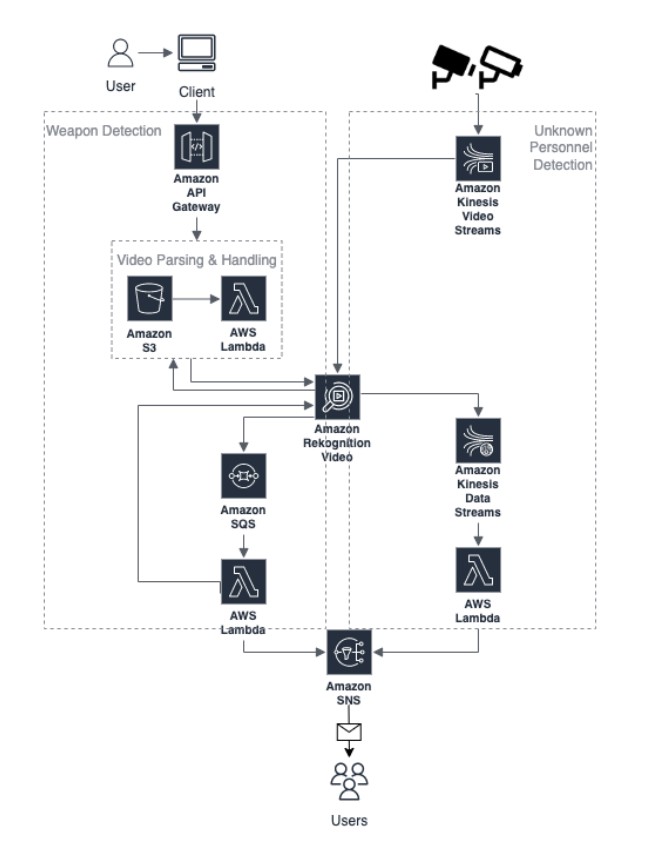 User
Client
Weapon Detection
Amazon
API
Gateway
Video Parsing & Handling
Amazon
S3
AWS
Lambda
Unknown
Personnel
Detection
Amazon
Kinesis
Video
Streams
Amazon
Rekognition
Video
Amazon
SQS
AWS
Lambda
Amazon
Kinesis
Data
Streams
AWS
Lambda
Amazon
SNS
Users